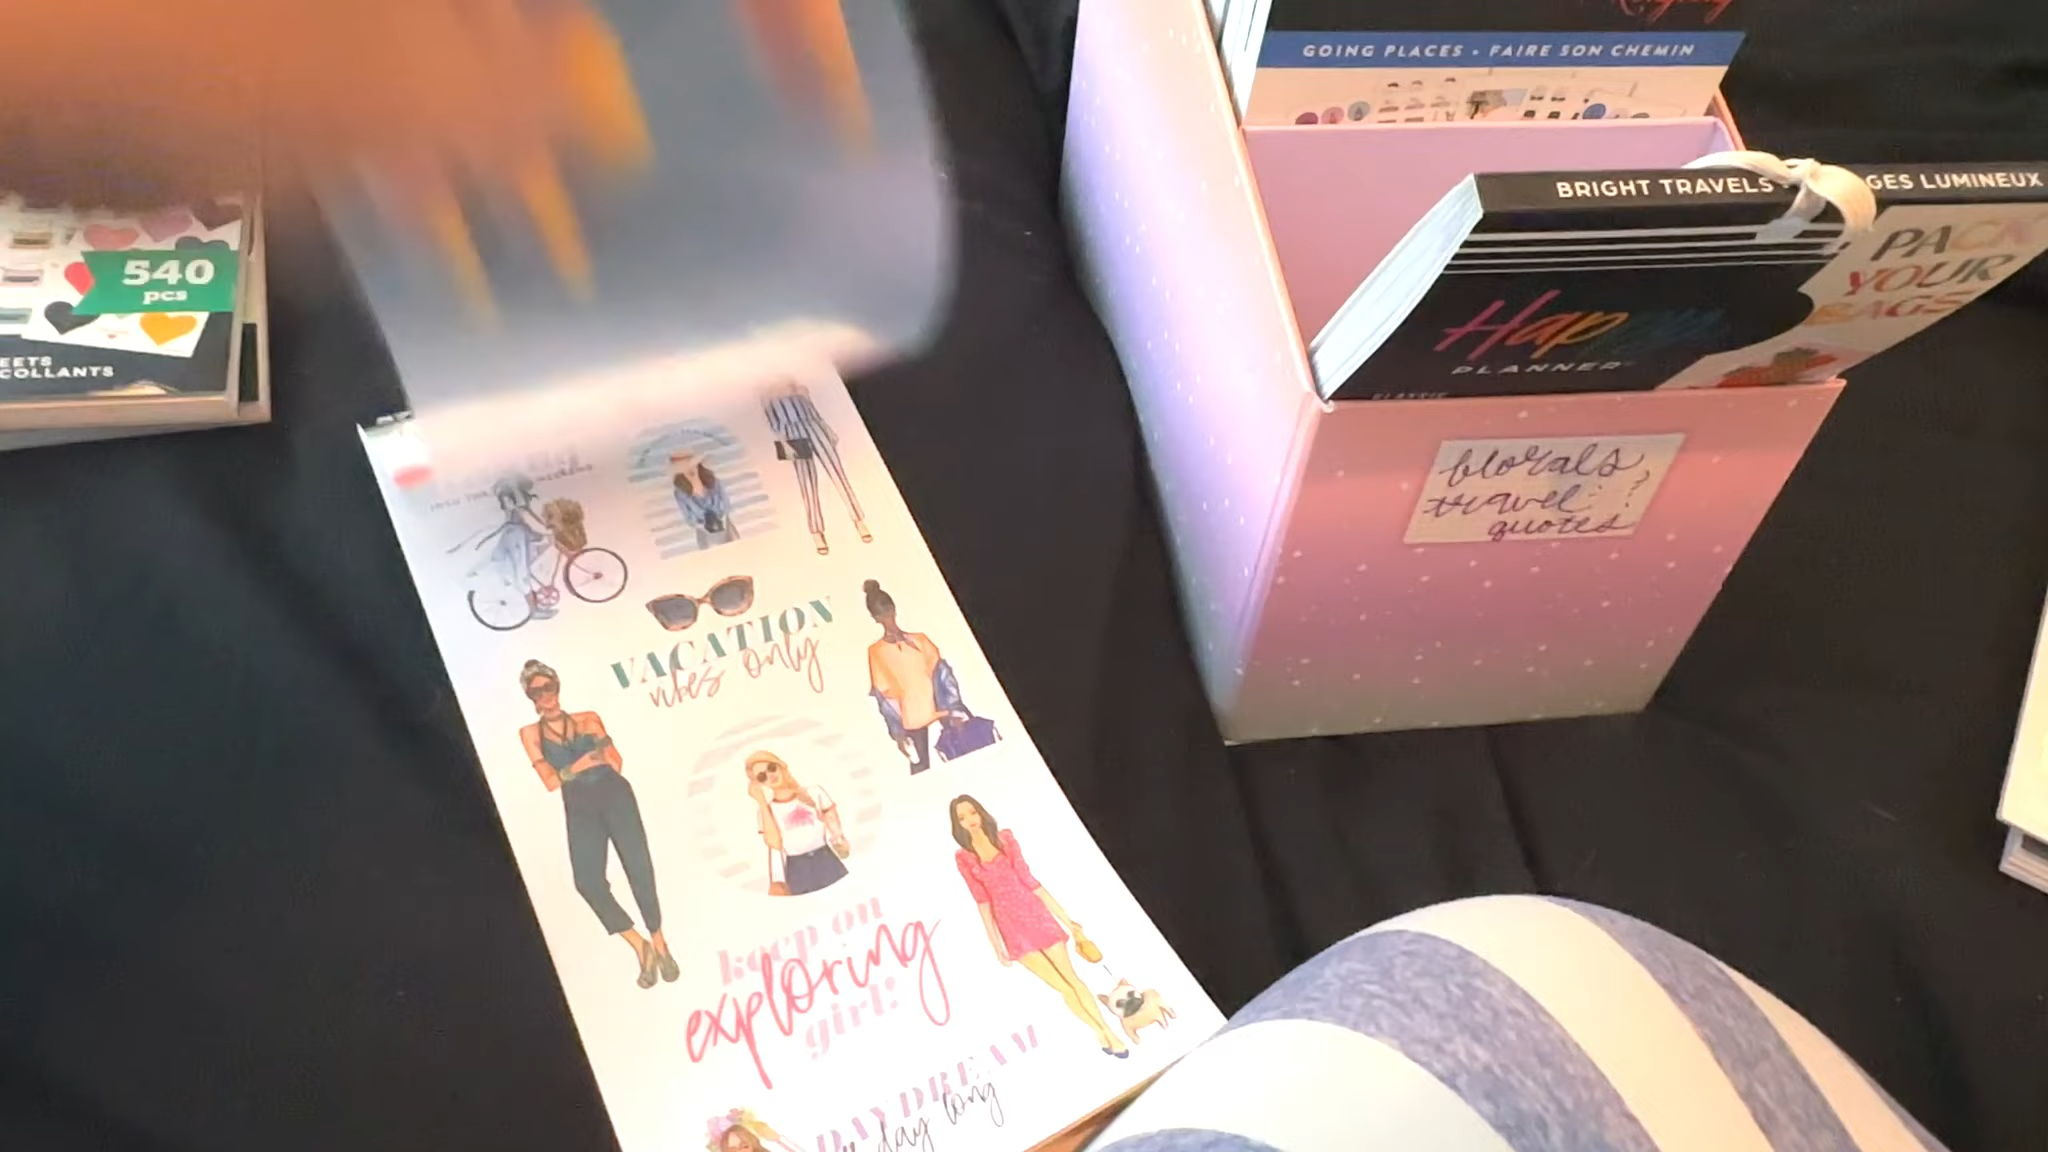 GOING PLACES • FAIRE SON CHEMIN
BRIGHT TRAVELS
GES LUMINEUX
PACK
YOUR
BAGS
Happy
PLANNER
CLASSIC
florals,
travel
quotes
540
pcs
EETS
COLLANTS
VACATION
vibes only
keep on
exploring
girl!
DAYDREAM
day long